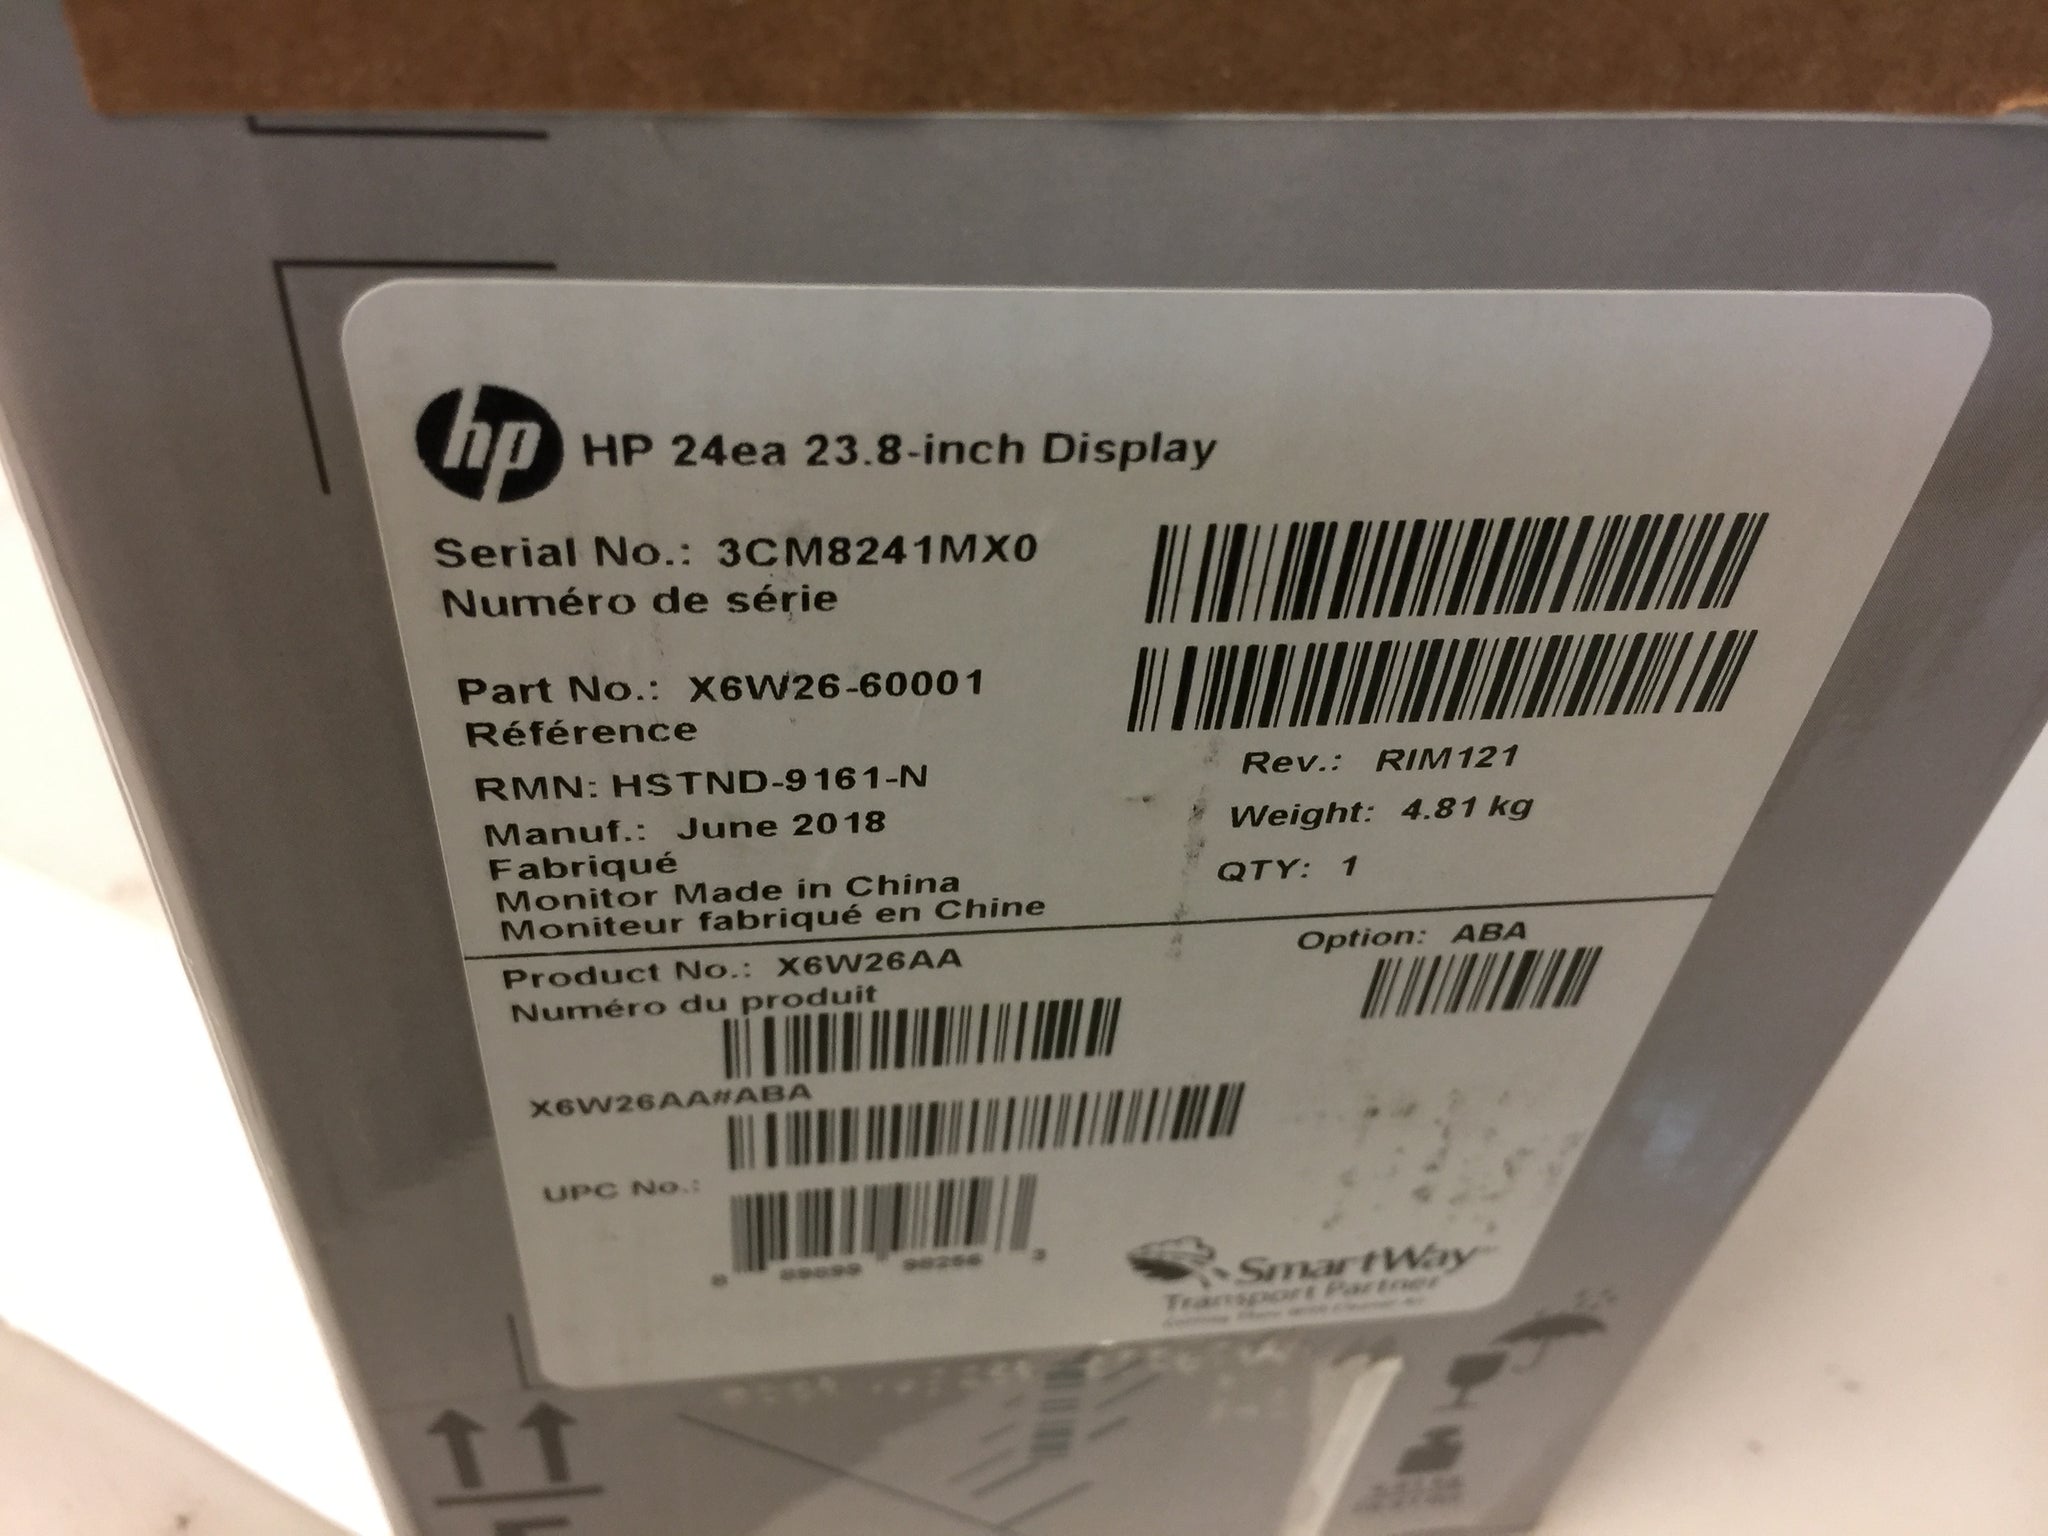 hp HP 24ea 23.8-inch Display
Serial No.: 3CM8241MX0
Numéro de série
Part No.: X6W26-60001
Référence
RMN: HSTND-9161-N
Rev.: RIM121
Manuf.: June 2018
Weight: 4.81 kg
Fabriqué
QTY: 1
Monitor Made in China
Moniteur fabriqué en Chine
Product No.: X6W26AA
Option: ABA
Numéro du produit
X6W26AA#ABA
UPC No.:
SmartWay
Transport Partner